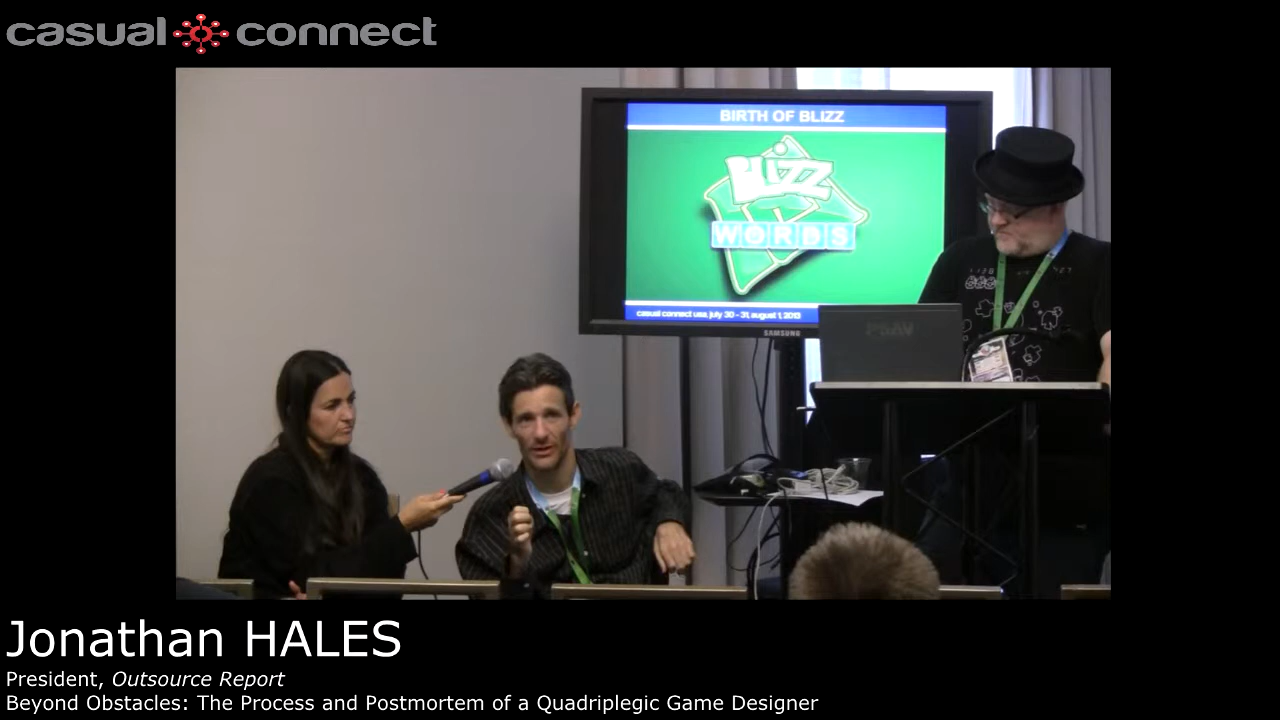 casual connect
BIRTH OF BLIZZ
BLIZZ
WORDS
casual connect usa, july 30 - 31, august 1, 2013
SAMSUNG
Jonathan HALES
President, Outsource Report
Beyond Obstacles: The Process and Postmortem of a Quadriplegic Game Designer